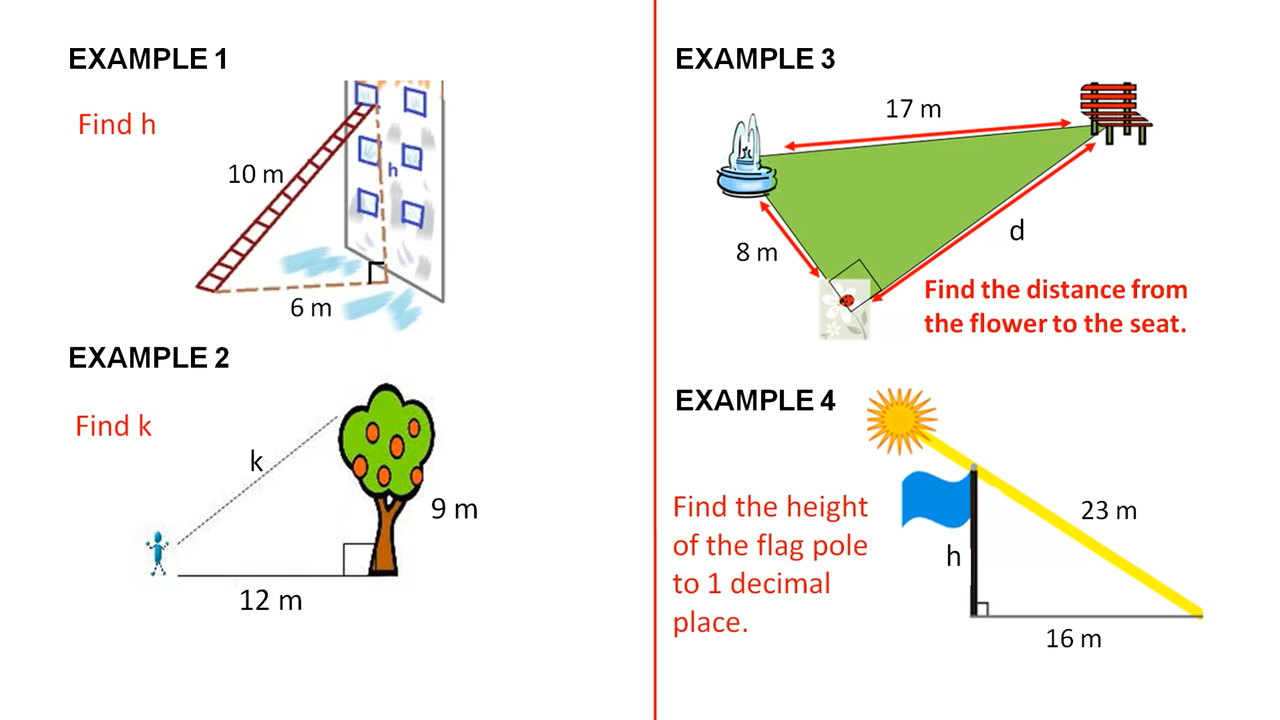 EXAMPLE 1
Find h
10 m
h
6 m
EXAMPLE 2
Find k
k
9 m
12 m
EXAMPLE 3
17 m
8 m
d
Find the distance from
the flower to the seat.
EXAMPLE 4
Find the height
of the flag pole
to 1 decimal
place.
23 m
h
16 m